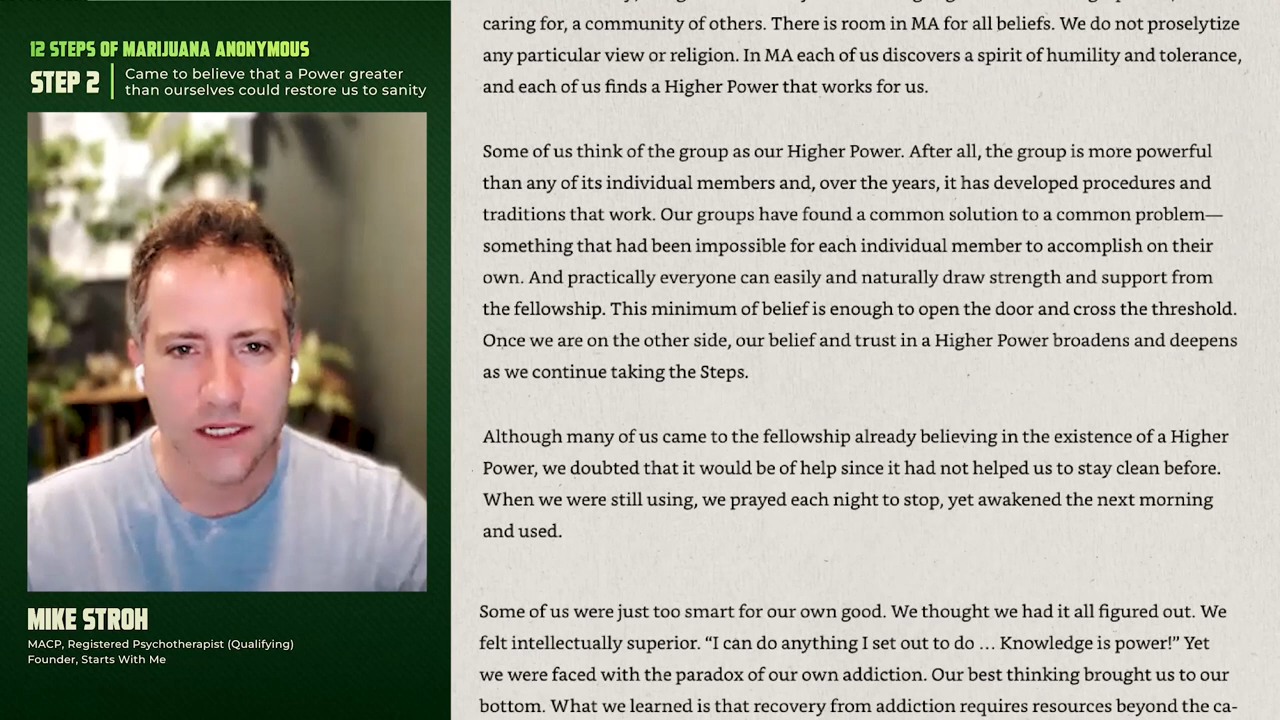 12 STEPS OF MARIJUANA ANONYMOUS
STEP 2
Came to believe that a Power greater
than ourselves could restore us to sanity
MIKE STROH
MACP, Registered Psychotherapist (Qualifying)
Founder, Starts With Me
caring for, a community of others. There is room in MA for all beliefs. We do not proselytize
any particular view or religion. In MA each of us discovers a spirit of humility and tolerance,
and each of us finds a Higher Power that works for us.
Some of us think of the group as our Higher Power. After all, the group is more powerful
than any of its individual members and, over the years, it has developed procedures and
traditions that work. Our groups have found a common solution to a common problem—
something that had been impossible for each individual member to accomplish on their
own. And practically everyone can easily and naturally draw strength and support from
the fellowship. This minimum of belief is enough to open the door and cross the threshold.
Once we are on the other side, our belief and trust in a Higher Power broadens and deepens
as we continue taking the Steps.
Although many of us came to the fellowship already believing in the existence of a Higher
Power, we doubted that it would be of help since it had not helped us to stay clean before.
When we were still using, we prayed each night to stop, yet awakened the next morning
and used.
Some of us were just too smart for our own good. We thought we had it all figured out. We
felt intellectually superior. “I can do anything I set out to do … Knowledge is power!” Yet
we were faced with the paradox of our own addiction. Our best thinking brought us to our
bottom. What we learned is that recovery from addiction requires resources beyond the ca-